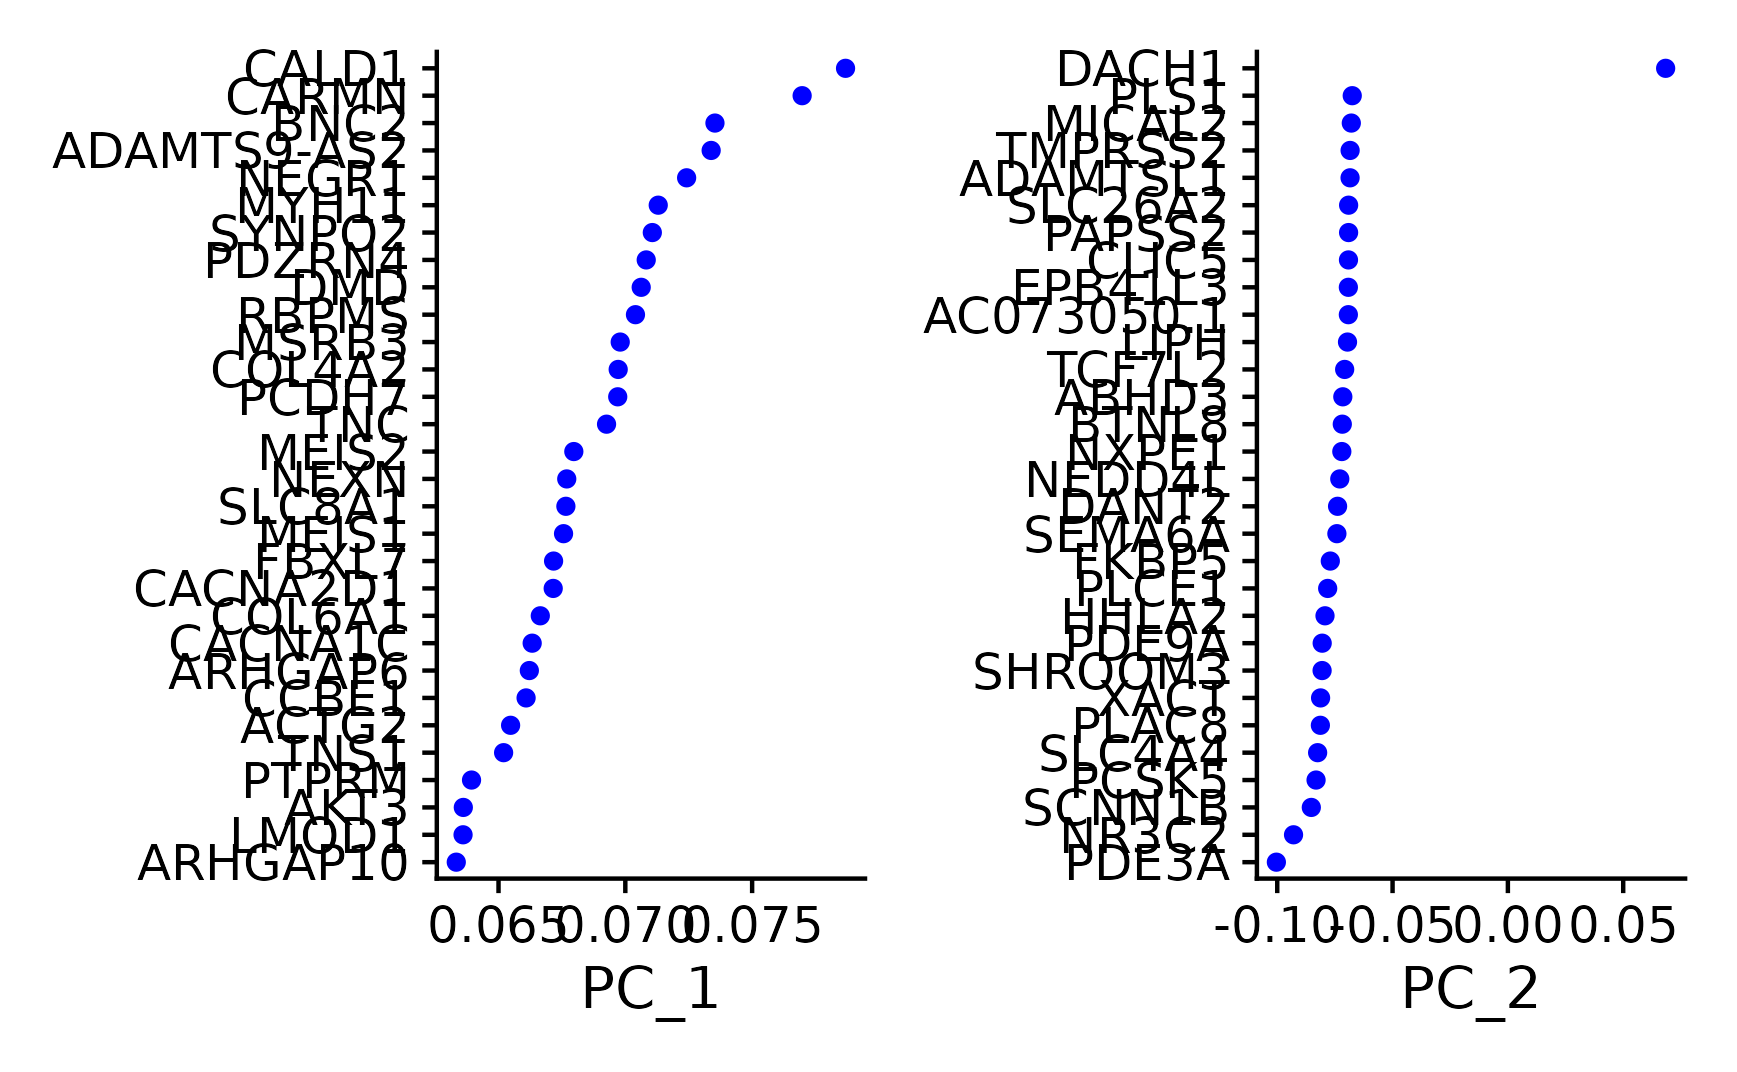 CALD1
CARMN
BNC2
ADAMTS9-AS2
NEGR1
MYH11
SYNPO2
PDZRN4
DMD
RBPMS
MSRB3
COL4A2
PCDH7
TNC
MEIS2
NEXN
SLC8A1
MEIS1
FBXL7
CACNA2D1
COL6A1
CACNA1C
ARHGAP6
CCBE1
ACTG2
TNS1
PTPRM
AKT3
LMOD1
ARHGAP10
0.065 0.070 0.075
PC_1
DACH1
PLS1
MICAL2
TMPRSS2
ADAMTSL1
SLC26A2
PAPSS2
CLIC5
EPB41L3
AC073050.1
LIPH
TCF7L2
ABHD3
BTNL8
NXPE1
NEDD4L
DANT2
SEMA6A
FKBP5
PLCE1
HHLA2
PDE9A
SHROOM3
XACT
PLAC8
SLC4A4
PCSK5
SCNN1B
NR3C2
PDE3A
-0.10 -0.05 0.00 0.05
PC_2